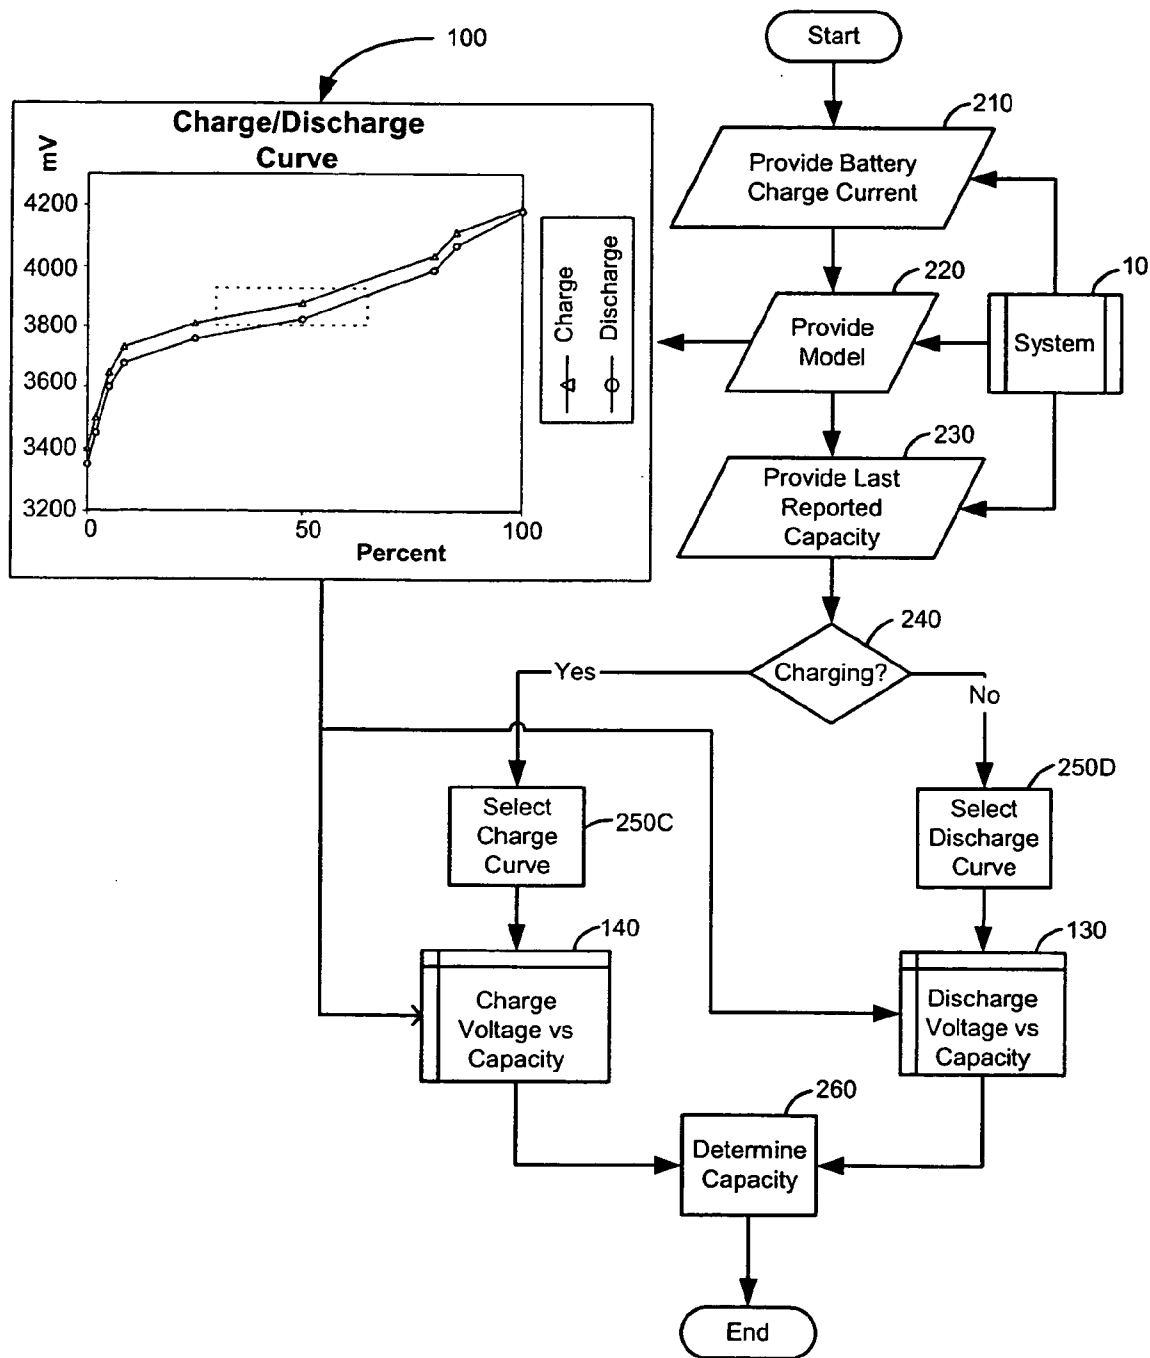 100
Charge/Discharge
Curve
mV
4200
4000
3800
3600
3400
3200
0
50
100
Percent
Charge
Discharge
Start
210
Provide Battery
Charge Current
220
Provide
Model
10
System
230
Provide Last
Reported
Capacity
240
Charging?
Yes
No
250C
Select
Charge
Curve
250D
Select
Discharge
Curve
140
Charge
Voltage vs
Capacity
130
Discharge
Voltage vs
Capacity
260
Determine
Capacity
End